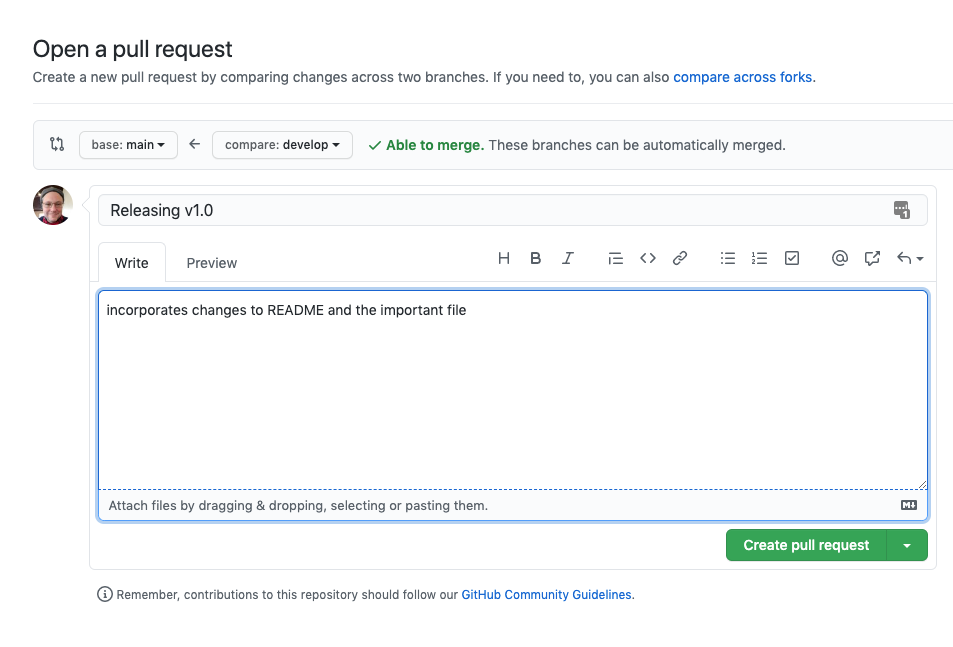 Open a pull request
Create a new pull request by comparing changes across two branches. If you need to, you can also compare across forks.
base: main
compare: develop
Able to merge. These branches can be automatically merged.
Releasing v1.0
1
Write
Preview
H B I
@
incorporates changes to README and the important file
Attach files by dragging & dropping, selecting or pasting them.
M
Create pull request
Remember, contributions to this repository should follow our GitHub Community Guidelines.